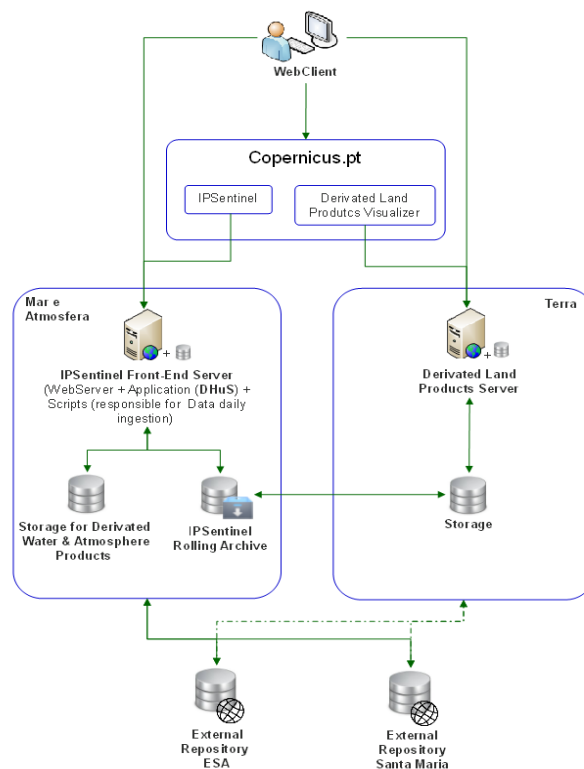 WebClient
Copernicus.pt
IPSentinel
Derivated Land
Produtcs Visualizer
Mar e
Atmosfera
Terra
+
IPSentinel Front-End Server
(WebServer + Application (DHuS) +
Scripts (responsible for Data daily
ingestion)
+
Derivated Land
Products Server
Storage for Derivated
Water & Atmosphere
Products
IPSentinel
Rolling Archive
Storage
External
Repository
ESA
External
Repository
Santa Maria